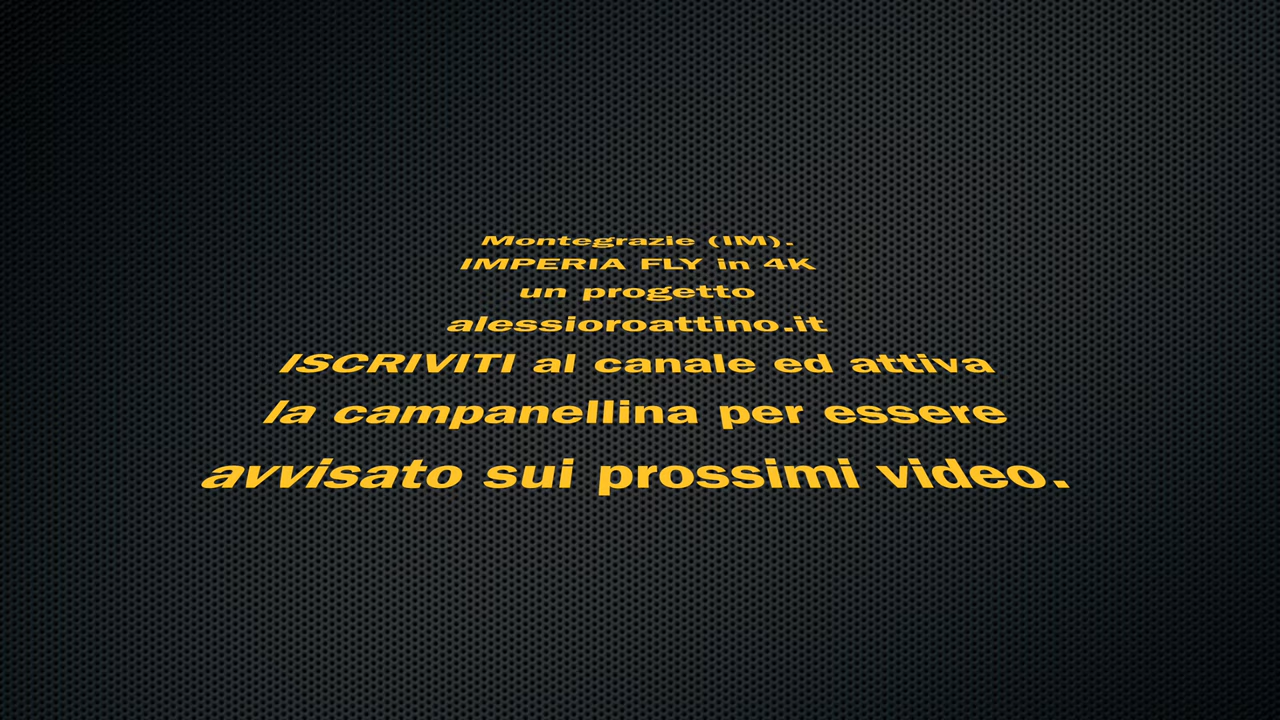 Montegrazie (IM).
IMPERIA FLY in 4K
un progetto
alessioroattino.it
ISCRIVITI al canale ed attiva
la campanellina per essere
avvisato sui prossimi video.